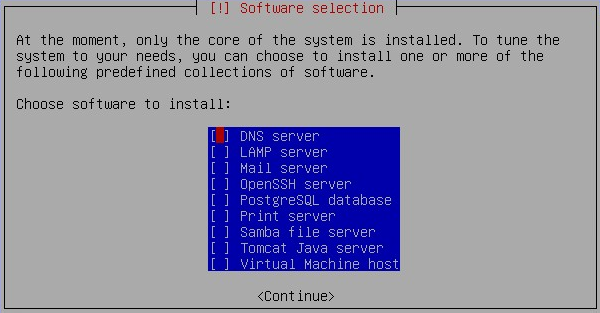 [!] Software selection
At the moment, only the core of the system is installed. To tune the
system to your needs, you can choose to install one or more of the
following predefined collections of software.
Choose software to install:
[ ] DNS server
[ ] LAMP server
[ ] Mail server
[ ] OpenSSH server
[ ] PostgreSQL database
[ ] Print server
[ ] Samba file server
[ ] Tomcat Java server
[ ] Virtual Machine host
<Continue>